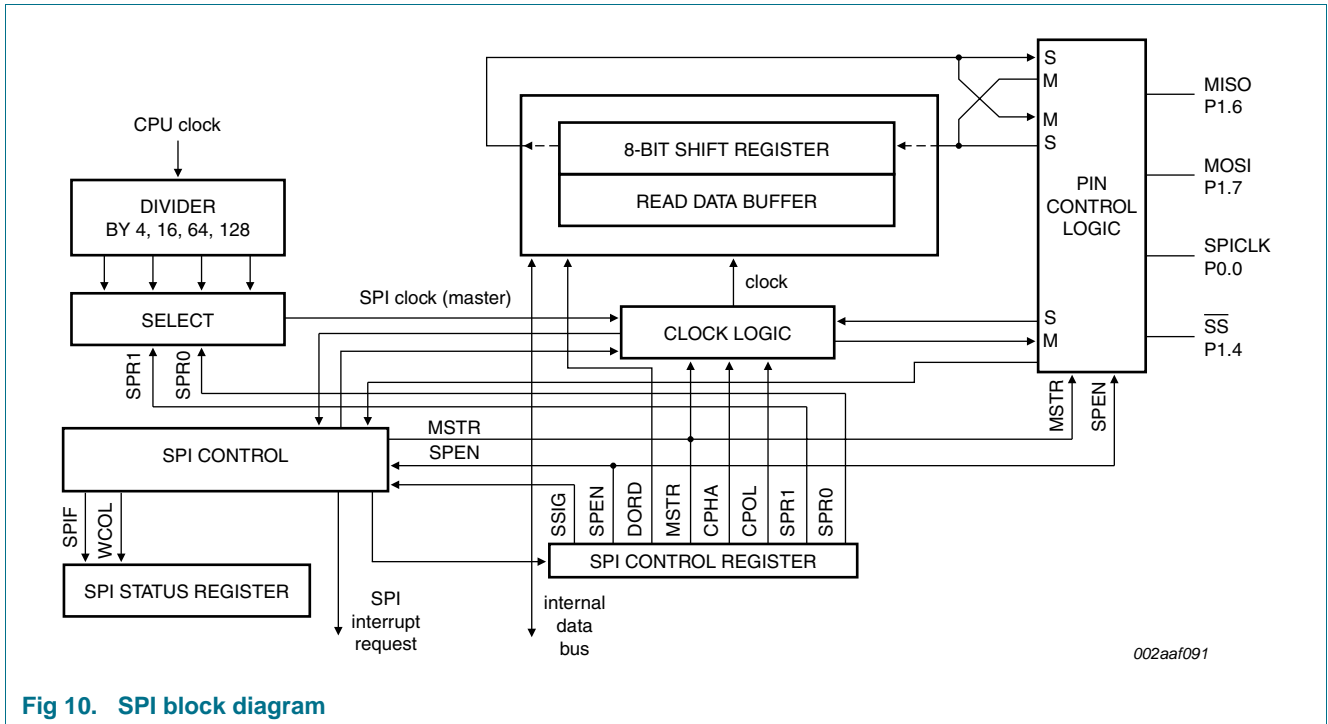 CPU clock
DIVIDER
BY 4, 16, 64, 128
SELECT
SPR1
SPR0
SPI clock (master)
8-BIT SHIFT REGISTER
READ DATA BUFFER
clock
CLOCK LOGIC
S
M
M
S
PIN
CONTROL
LOGIC
S
M
MISO
P1.6
MOSI
P1.7
SPICLK
P0.0
SS
P1.4
MSTR
SPEN
SPI CONTROL
MSTR
SPEN
SPIF
WCOL
SPI STATUS REGISTER
SSIG
SPEN
DORD
MSTR
CPHA
CPOL
SPR1
SPR0
SPI CONTROL REGISTER
SPI
interrupt
request
internal
data
bus
002aaf091
Fig 10. SPI block diagram